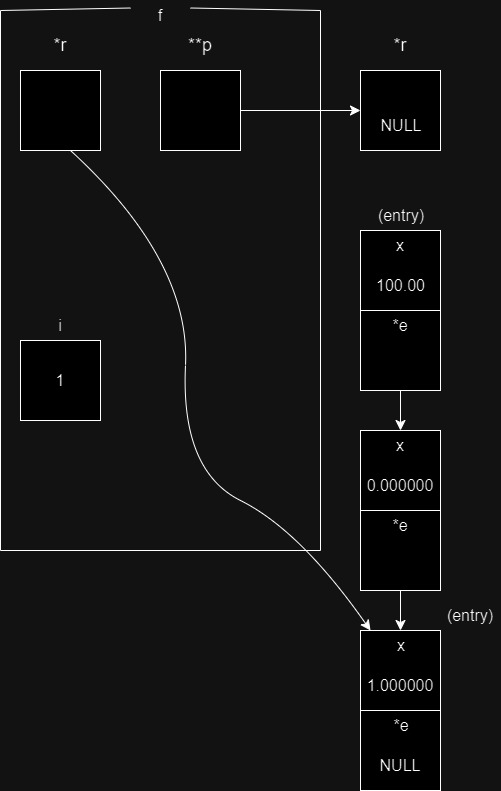 f
*r
**p
*r
NULL
(entry)
x
100.00
*e
i
1
x
0.000000
*e
(entry)
x
1.000000
*e
NULL